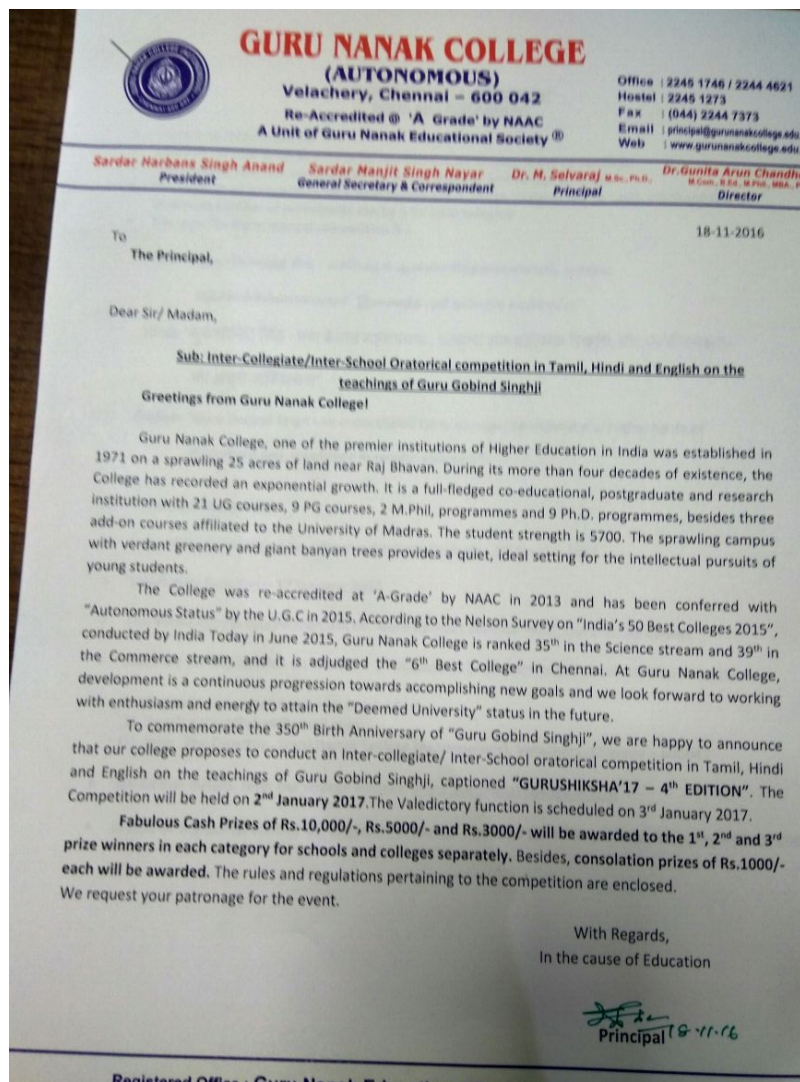 GURU NANAK COLLEGE
(AUTONOMOUS)
Velachery, Chennai – 600 042
Re-Accredited @ 'A Grade' by NAAC
A Unit of Guru Nanak Educational Society ®
Office : 2245 1746 / 2244 4621
Hostel : 2245 1273
Fax : (044) 2244 7373
Email : principal@gurunanakcollege.edu
Web : www.gurunanakcollege.edu
Sardar Harbans Singh Anand
President
Sardar Manjit Singh Nayar
General Secretary & Correspondent
Dr. M. Selvaraj M.Sc., Ph.D.,
Principal
Dr.Gunita Arun Chandh
M.Com., B.Ed., M.Phil., MBA., P
Director
18-11-2016
To
The Principal,
Dear Sir/ Madam,
Sub: Inter-Collegiate/Inter-School Oratorical competition in Tamil, Hindi and English on the
teachings of Guru Gobind Singhji
Greetings from Guru Nanak College!
Guru Nanak College, one of the premier institutions of Higher Education in India was established in
1971 on a sprawling 25 acres of land near Raj Bhavan. During its more than four decades of existence, the
College has recorded an exponential growth. It is a full-fledged co-educational, postgraduate and research
institution with 21 UG courses, 9 PG courses, 2 M.Phil, programmes and 9 Ph.D. programmes, besides three
add-on courses affiliated to the University of Madras. The student strength is 5700. The sprawling campus
with verdant greenery and giant banyan trees provides a quiet, ideal setting for the intellectual pursuits of
young students.
The College was re-accredited at 'A-Grade' by NAAC in 2013 and has been conferred with
"Autonomous Status" by the U.G.C in 2015. According to the Nelson Survey on "India's 50 Best Colleges 2015",
conducted by India Today in June 2015, Guru Nanak College is ranked 35th in the Science stream and 39th in
the Commerce stream, and it is adjudged the "6th Best College" in Chennai. At Guru Nanak College,
development is a continuous progression towards accomplishing new goals and we look forward to working
with enthusiasm and energy to attain the "Deemed University" status in the future.
To commemorate the 350th Birth Anniversary of "Guru Gobind Singhji", we are happy to announce
that our college proposes to conduct an Inter-collegiate/ Inter-School oratorical competition in Tamil, Hindi
and English on the teachings of Guru Gobind Singhji, captioned "GURUSHIKSHA'17 – 4th EDITION". The
Competition will be held on 2nd January 2017.The Valedictory function is scheduled on 3rd January 2017.
Fabulous Cash Prizes of Rs.10,000/-, Rs.5000/- and Rs.3000/- will be awarded to the 1st, 2nd and 3rd
prize winners in each category for schools and colleges separately. Besides, consolation prizes of Rs.1000/-
each will be awarded. The rules and regulations pertaining to the competition are enclosed.
We request your patronage for the event.
With Regards,
In the cause of Education
Principal 18-11-16